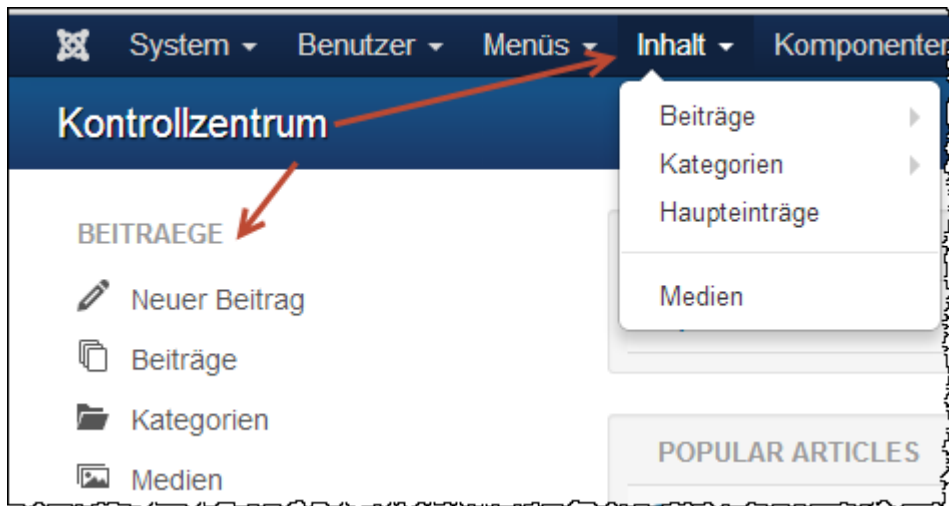 System Benutzer Menüs Inhalt Komponenten
Kontrollzentrum
Beiträge
Kategorien
Haupteinträge
Medien
BEITRAEGE
Neuer Beitrag
Beiträge
Kategorien
Medien
POPULAR ARTICLES